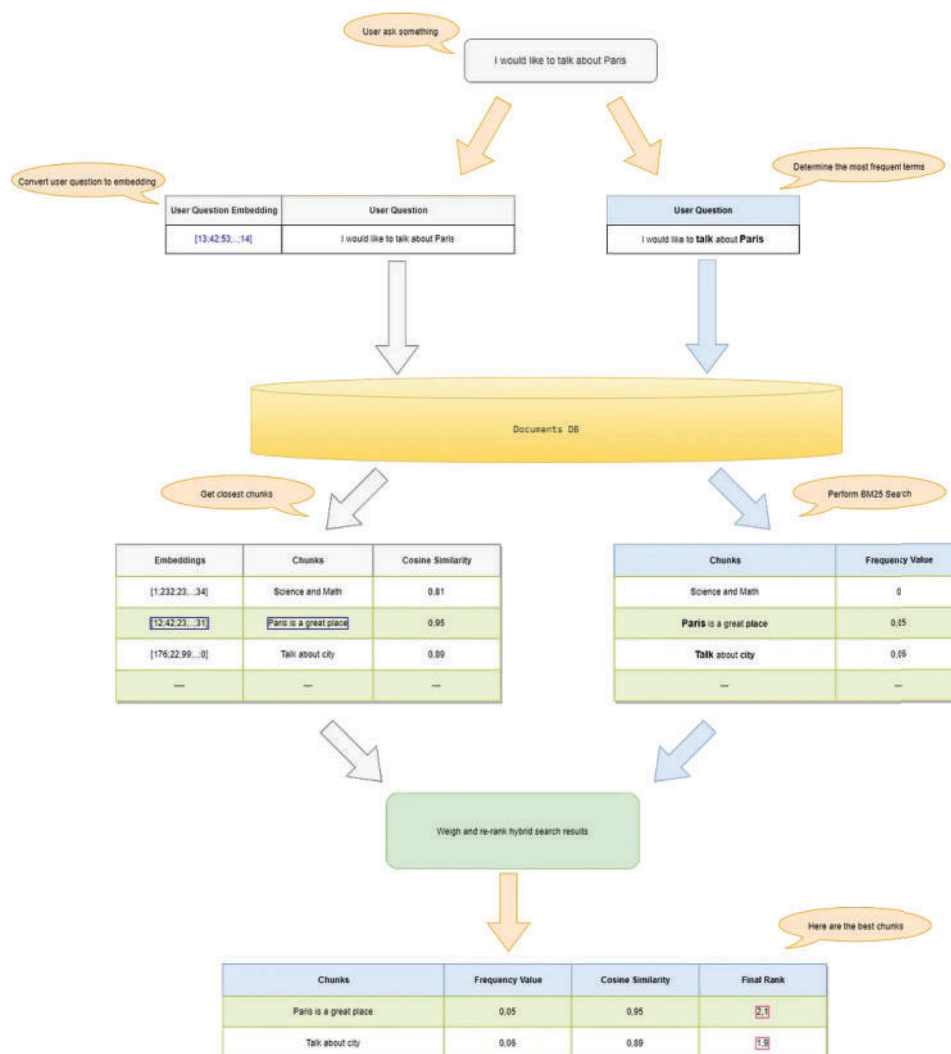 User ask something
I would like to talk about Paris
Convert user question to embedding
Determine the most frequent terms
User Question Embedding User Question
[13;42;53;..;14] I would like to talk about Paris
User Question
I would like to talk about Paris
Documents DB
Get closest chunks
Perform BM25 Search
Embeddings Chunks Cosine Similarity
[1;232;23;..;34] Science and Math 0,81
[12;42;23;..;31] Paris is a great place 0,95
[176;22;99;..;0] Talk about city 0,89
--- --- ---
Chunks Frequency Value
Science and Math 0
Paris is a great place 0,05
Talk about city 0,06
--- ---
Weigh and re-rank hybrid search results
Here are the best chunks
Chunks Frequency Value Cosine Similarity Final Rank
Paris is a great place 0,05 0,95 2,1
Talk about city 0,06 0,89 1,9